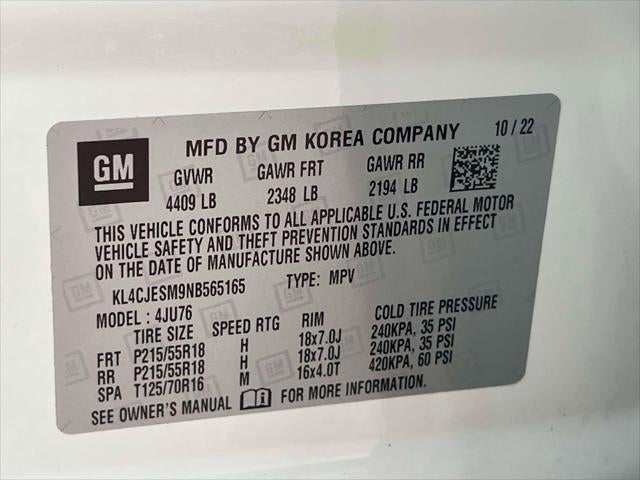 GM MFD BY GM KOREA COMPANY 10 / 22
GVWR GAWR FRT GAWR RR
4409 LB 2348 LB 2194 LB
THIS VEHICLE CONFORMS TO ALL APPLICABLE U.S. FEDERAL MOTOR
VEHICLE SAFETY AND THEFT PREVENTION STANDARDS IN EFFECT
ON THE DATE OF MANUFACTURE SHOWN ABOVE.
KL4CJESM9NB565165 TYPE: MPV
MODEL : 4JU76
TIRE SIZE SPEED RTG RIM COLD TIRE PRESSURE
FRT P215/55R18 H 18x7.0J 240KPA, 35 PSI
RR P215/55R18 H 18x7.0J 240KPA, 35 PSI
SPA T125/70R16 M 16x4.0T 420KPA, 60 PSI
SEE OWNER'S MANUAL FOR MORE INFORMATION.